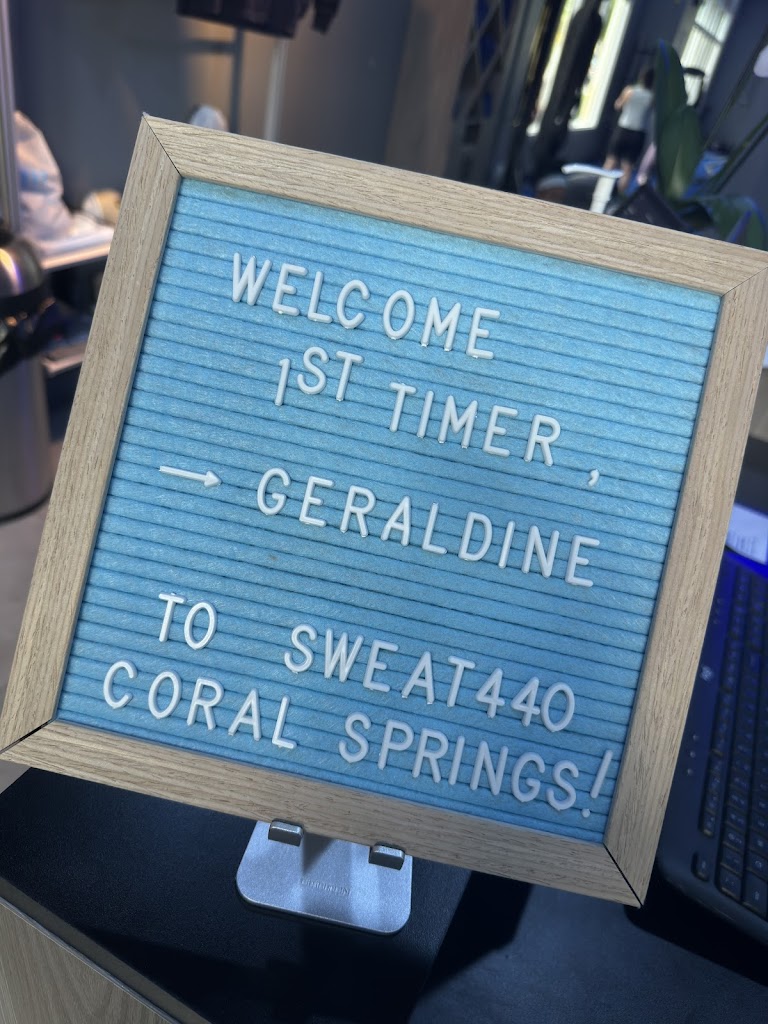 WELCOME
1ST TIMER,
→ GERALDINE
TO SWEAT440
CORAL SPRINGS!